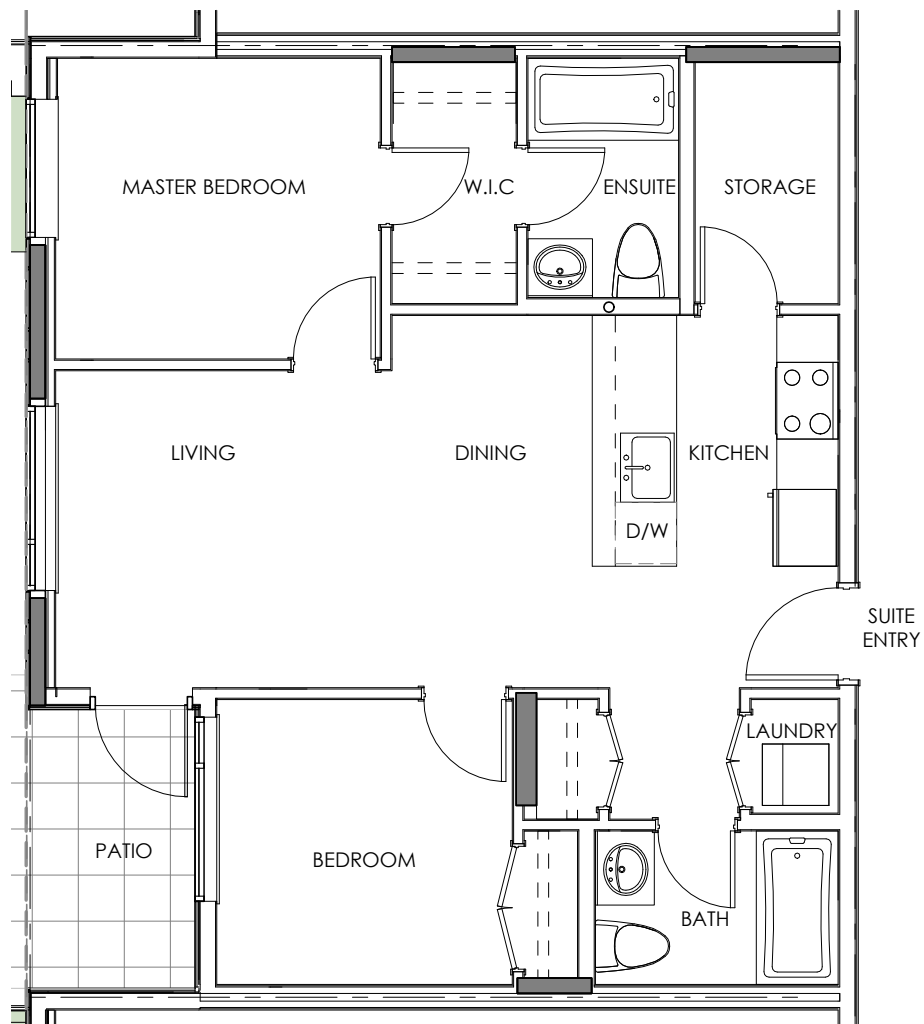 MASTER BEDROOM
W.I.C
ENSUITE
STORAGE
LIVING
DINING
KITCHEN
D/W
SUITE
ENTRY
LAUNDRY
PATIO
BEDROOM
BATH